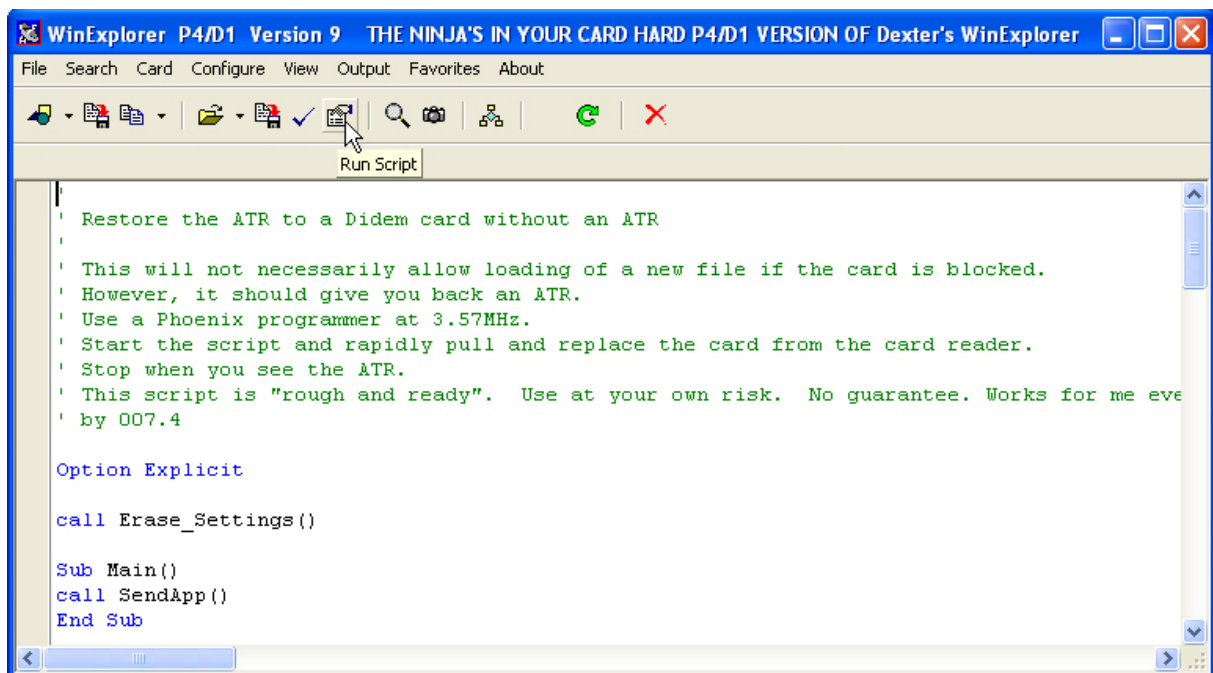 WinExplorer P4/D1 Version 9 THE NINJA'S IN YOUR CARD HARD P4/D1 VERSION OF Dexter's WinExplorer
File Search Card Configure View Output Favorites About
Run Script
'
' Restore the ATR to a Didem card without an ATR
'
' This will not necessarily allow loading of a new file if the card is blocked.
' However, it should give you back an ATR.
' Use a Phoenix programmer at 3.57MHz.
' Start the script and rapidly pull and replace the card from the card reader.
' Stop when you see the ATR.
' This script is "rough and ready".  Use at your own risk.  No guarantee. Works for me eve
' by 007.4
Option Explicit
call Erase_Settings()
Sub Main()
call SendApp()
End Sub